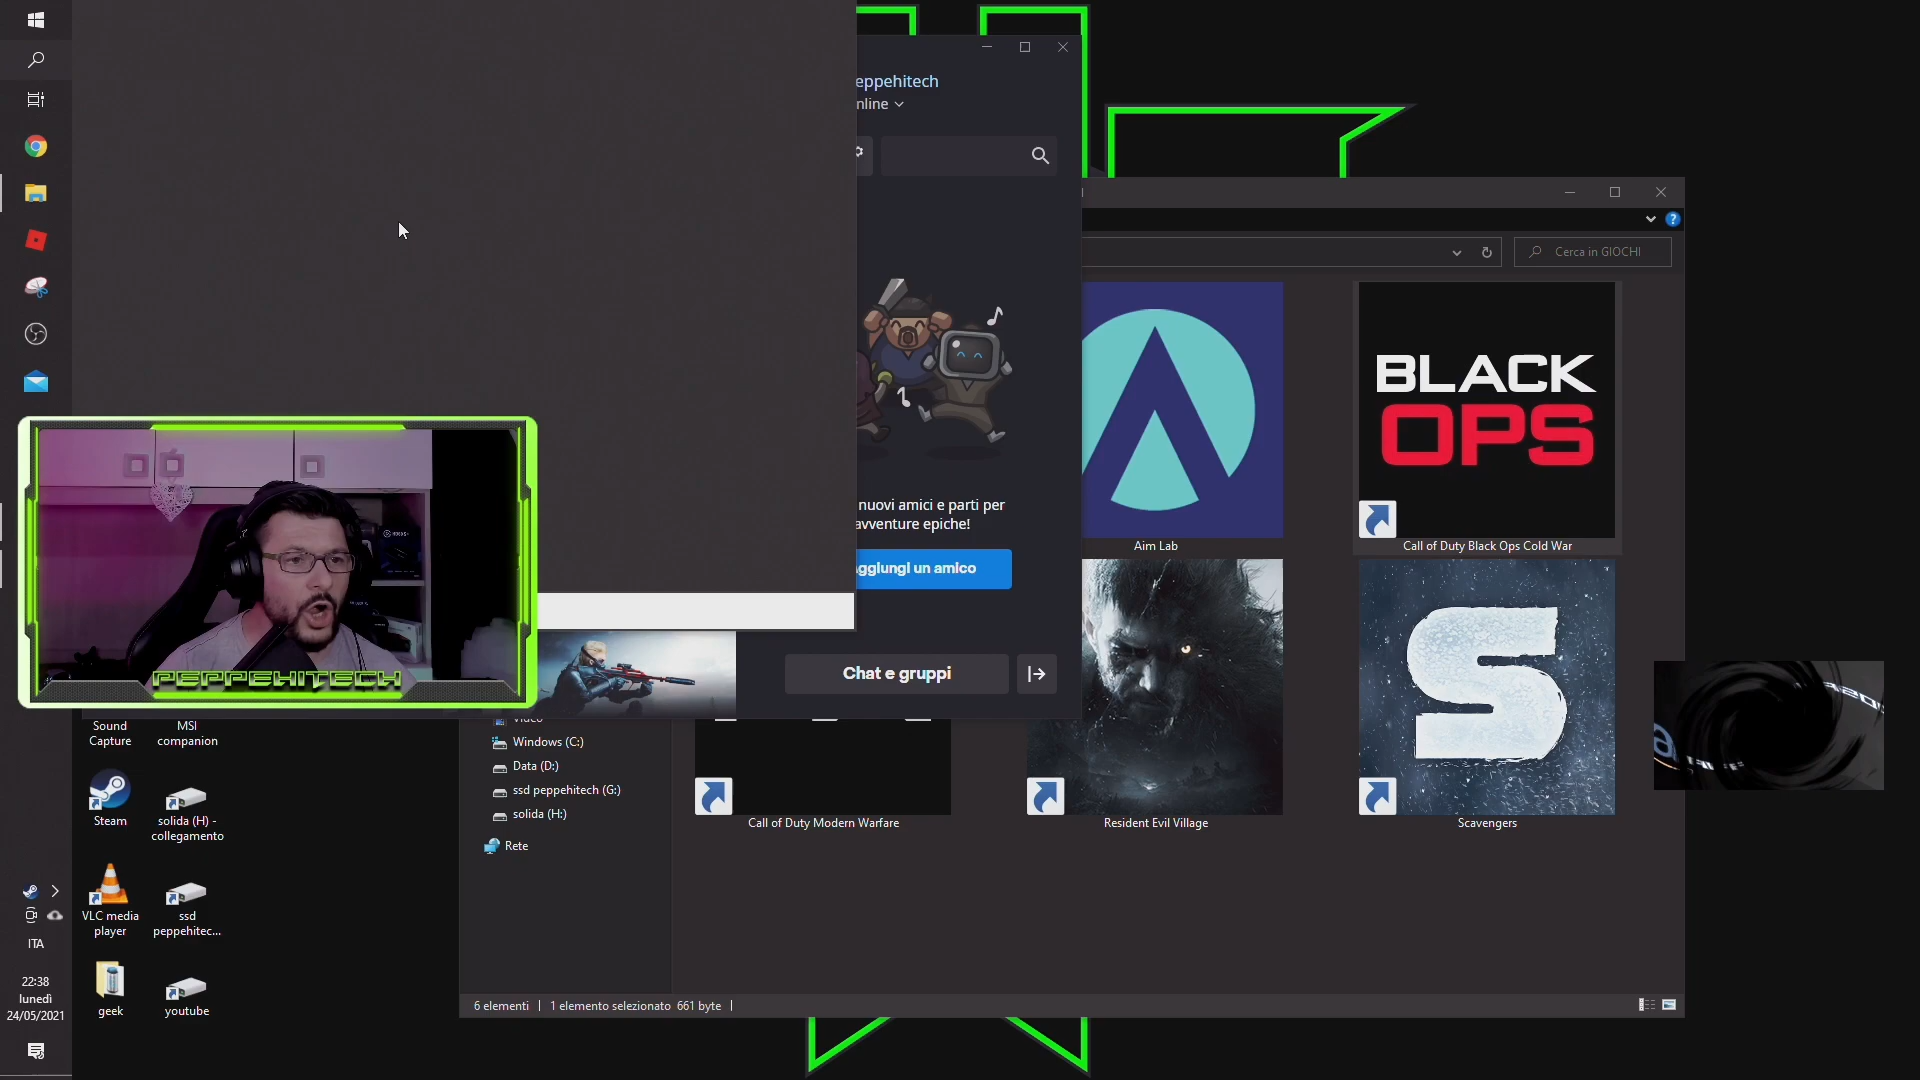 eppehitech
nline
Cerca in GIOCHI
BLACK
OPS
Aim Lab
Call of Duty Black Ops Cold War
nuovi amici e parti per
avventure epiche!
ggiungi un amico
Chat e gruppi
PEPPEHITECH
Sound
Capture
MSI
companion
Video
Windows (C:)
Data (D:)
ssd peppehitech (G:)
solida (H:)
Rete
Steam
solida (H) -
collegamento
S
Call of Duty Modern Warfare
Resident Evil Village
Scavengers
VLC media
player
ssd
peppehitec...
ITA
22:38
lunedì
24/05/2021
geek
youtube
6 elementi
1 elemento selezionato 661 byte